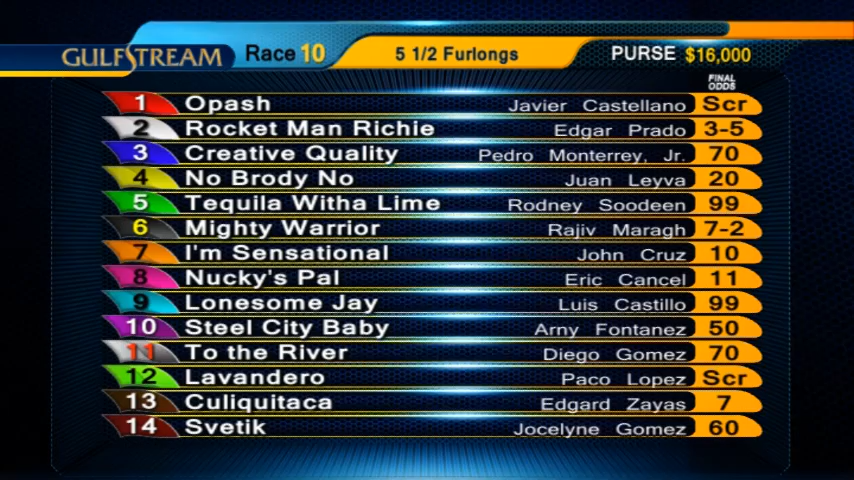 GULFSTREAM Race 10 5 1/2 Furlongs PURSE $16,000
FINAL
ODDS
1 Opash Javier Castellano Scr
2 Rocket Man Richie Edgar Prado 3-5
3 Creative Quality Pedro Monterrey, Jr. 70
4 No Brody No Juan Leyva 20
5 Tequila Witha Lime Rodney Soodeen 99
6 Mighty Warrior Rajiv Maragh 7-2
7 I'm Sensational John Cruz 10
8 Nucky's Pal Eric Cancel 11
9 Lonesome Jay Luis Castillo 99
10 Steel City Baby Arny Fontanez 50
11 To the River Diego Gomez 70
12 Lavandero Paco Lopez Scr
13 Culiquitaca Edgard Zayas 7
14 Svetik Jocelyne Gomez 60